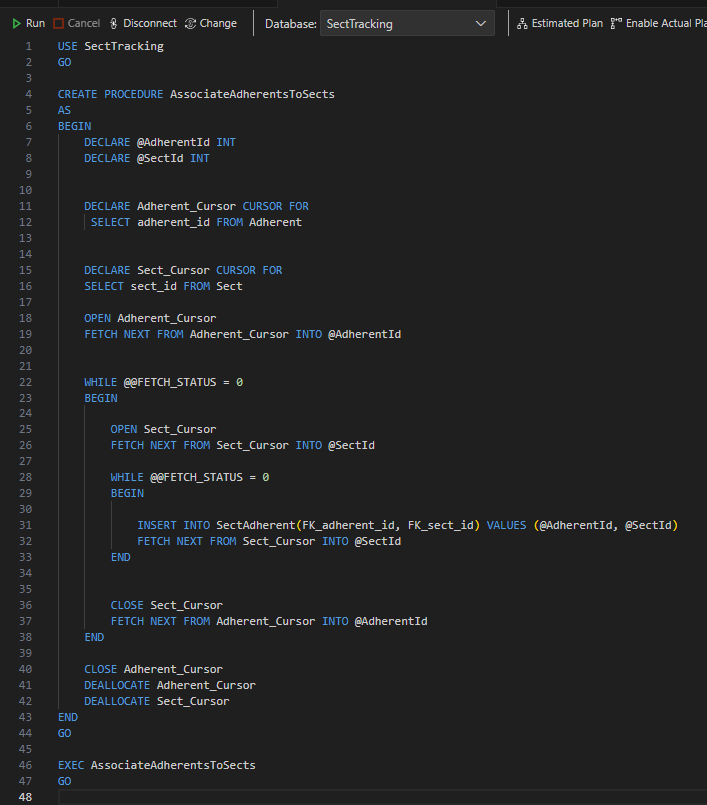 Run Cancel Disconnect Change Database: SectTracking Estimated Plan Enable Actual Pla
1 USE SectTracking
2 GO
3
4 CREATE PROCEDURE AssociateAdherentsToSects
5 AS
6 BEGIN
7 DECLARE @AdherentId INT
8 DECLARE @SectId INT
9
10
11 DECLARE Adherent_Cursor CURSOR FOR
12 SELECT adherent_id FROM Adherent
13
14
15 DECLARE Sect_Cursor CURSOR FOR
16 SELECT sect_id FROM Sect
17
18 OPEN Adherent_Cursor
19 FETCH NEXT FROM Adherent_Cursor INTO @AdherentId
20
21
22 WHILE @@FETCH_STATUS = 0
23 BEGIN
24
25 OPEN Sect_Cursor
26 FETCH NEXT FROM Sect_Cursor INTO @SectId
27
28 WHILE @@FETCH_STATUS = 0
29 BEGIN
30
31 INSERT INTO SectAdherent(FK_adherent_id, FK_sect_id) VALUES (@AdherentId, @SectId)
32 FETCH NEXT FROM Sect_Cursor INTO @SectId
33 END
34
35
36 CLOSE Sect_Cursor
37 FETCH NEXT FROM Adherent_Cursor INTO @AdherentId
38 END
39
40 CLOSE Adherent_Cursor
41 DEALLOCATE Adherent_Cursor
42 DEALLOCATE Sect_Cursor
43 END
44 GO
45
46 EXEC AssociateAdherentsToSects
47 GO
48